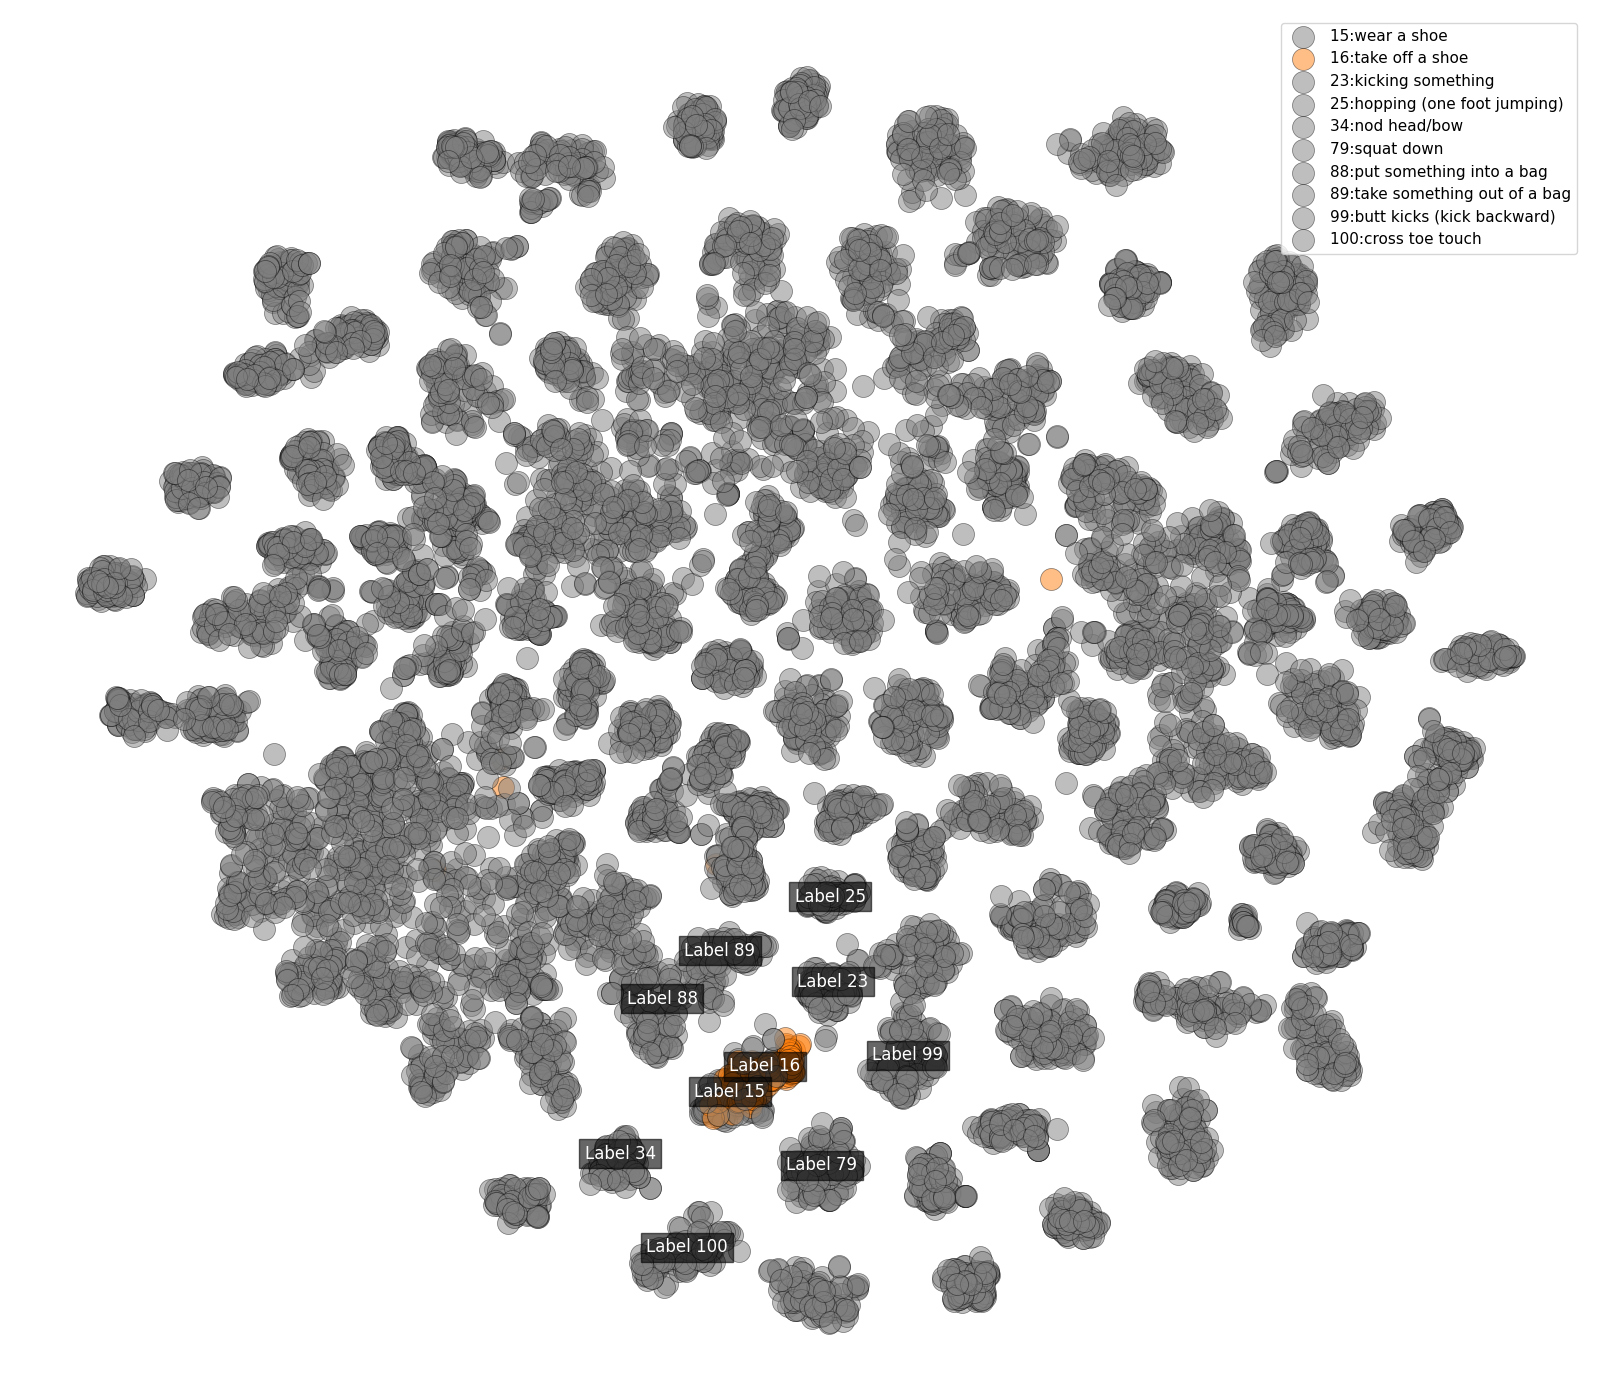 15:wear a shoe
16:take off a shoe
23:kicking something
25:hopping (one foot jumping)
34:nod head/bow
79:squat down
88:put something into a bag
89:take something out of a bag
99:butt kicks (kick backward)
100:cross toe touch
Label 25
Label 89
Label 23
Label 88
Label 99
Label 16
Label 15
Label 34
Label 79
Label 100